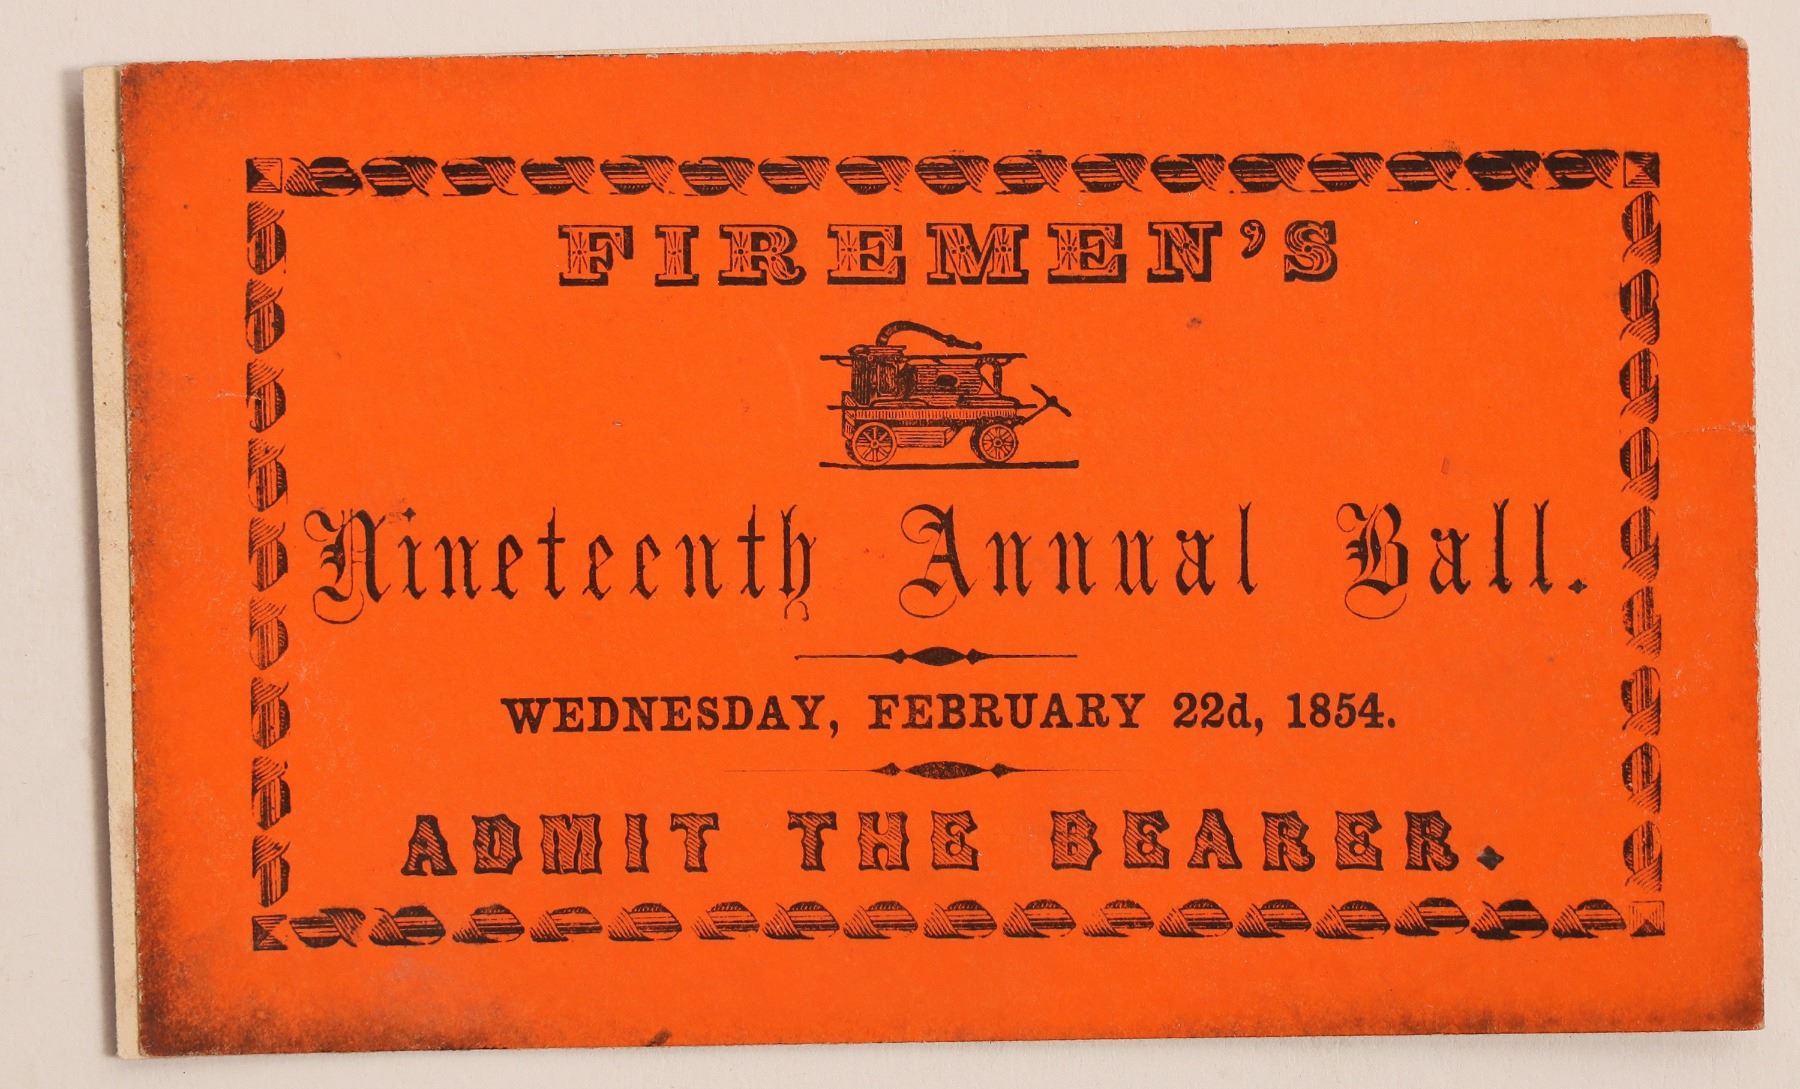 FIREMEN'S
Nineteenth Annual Ball.
WEDNESDAY, FEBRUARY 22d, 1854.
ADMIT THE BEARER.